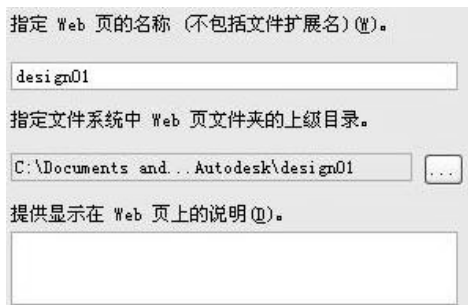 指定 Web 页的名称 (不包括文件扩展名)(W)。
design01
指定文件系统中 Web 页文件夹的上级目录。
C:\Documents and...Autodesk\design01
...
提供显示在 Web 页上的说明(D)。